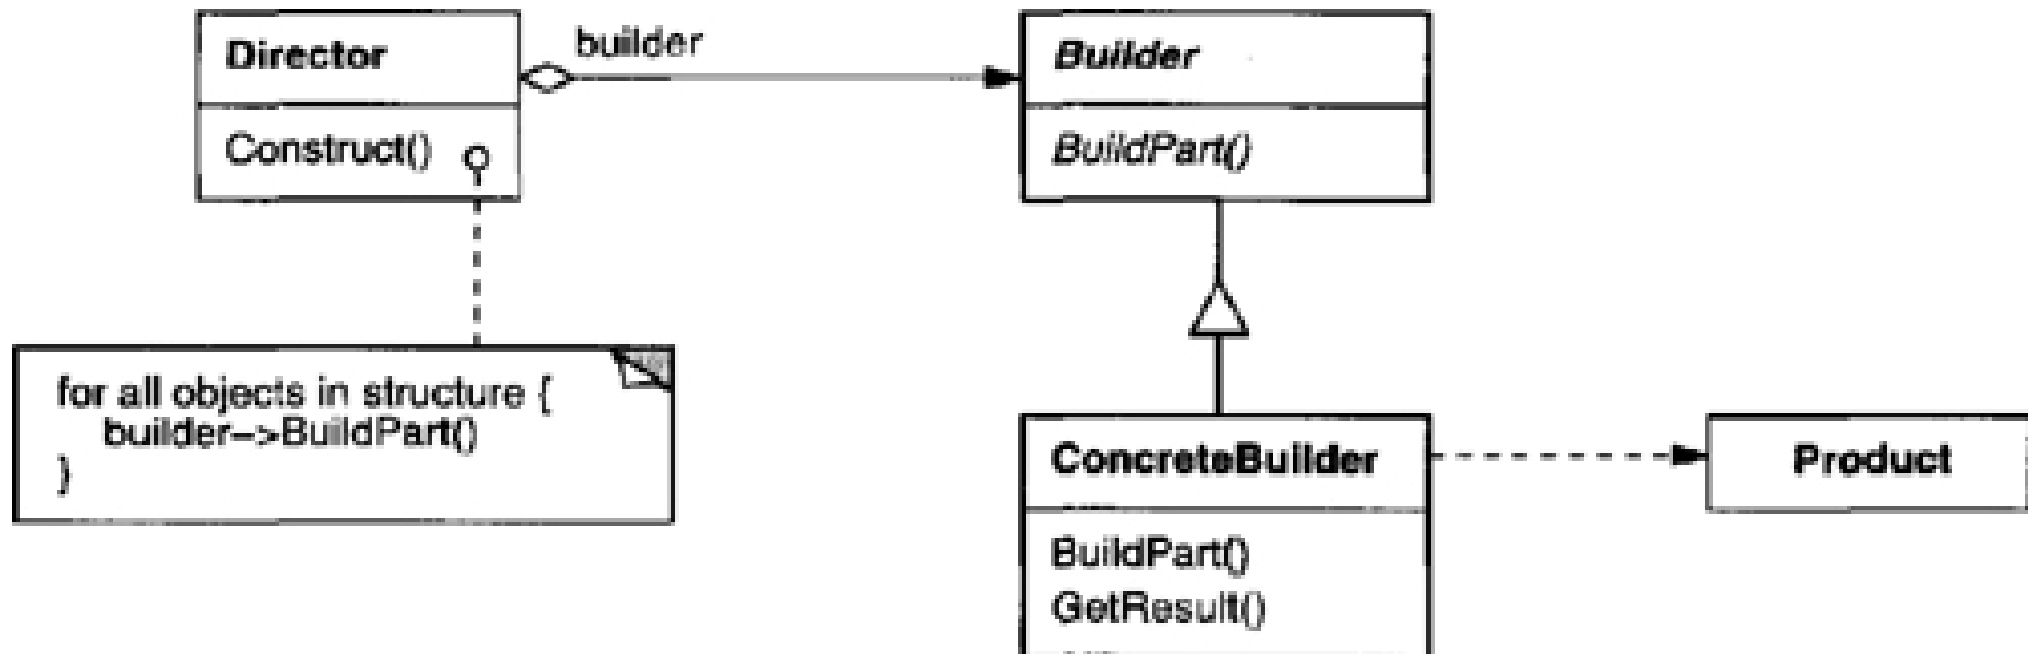 Director
builder
Builder
Construct()
BuildPart()
for all objects in structure {
builder–>BuildPart()
}
ConcreteBuilder
Product
BuildPart()
GetResult()